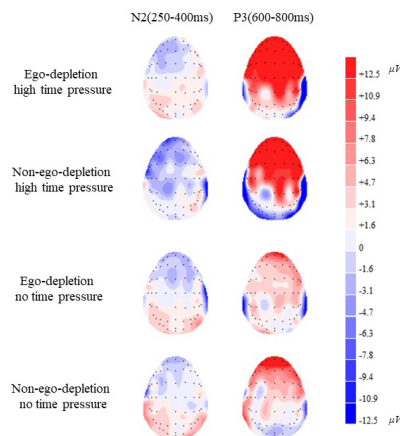 N2(250-400ms) P3(600-800ms)
Ego-depletion
high time pressure
Non-ego-depletion
high time pressure
Ego-depletion
no time pressure
Non-ego-depletion
no time pressure
μV
+12.5
+10.9
+9.4
+7.8
+6.3
+4.7
+3.1
+1.6
0
-1.6
-3.1
-4.7
-6.3
-7.8
-9.4
-10.9
-12.5
μV